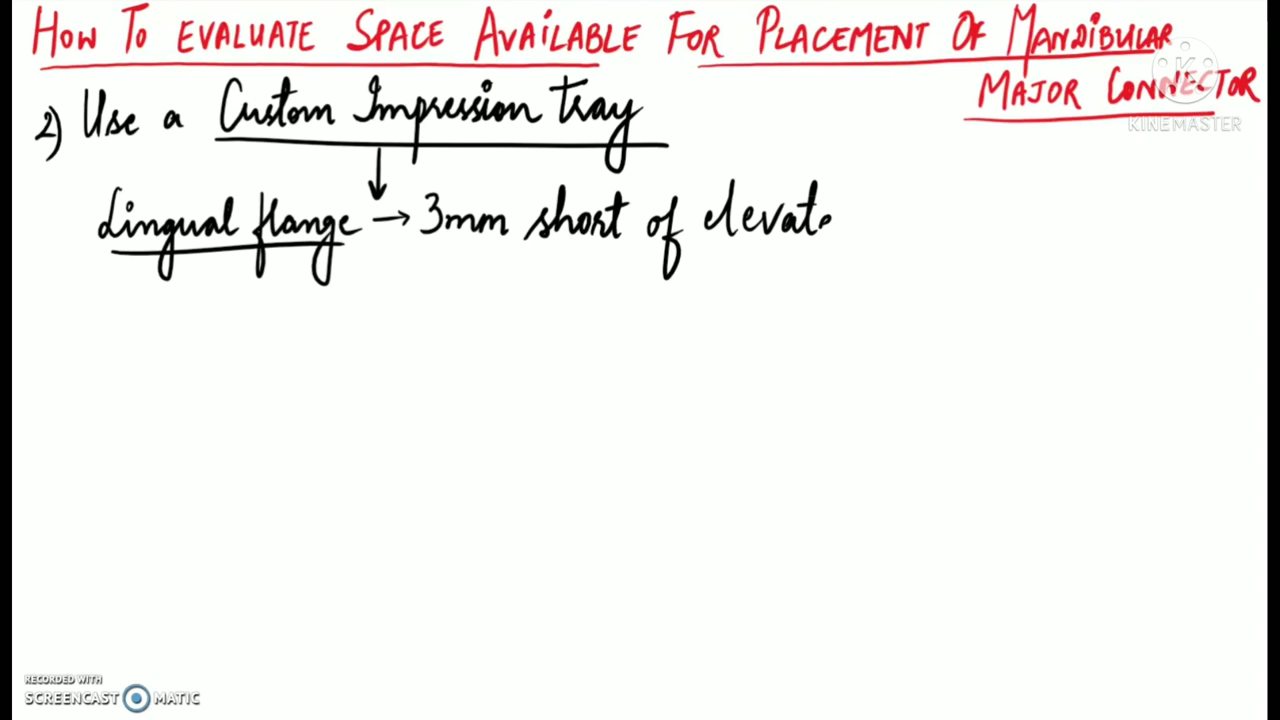 HOW TO EVALUATE SPACE AVAILABLE FOR PLACEMENT OF MANDIBULAR
MAJOR CONNECTOR
KINEMASTER
2) Use a Custom Impression tray
Lingual flange → 3mm short of elevate
RECORDED WITH
SCREENCAST MATIC